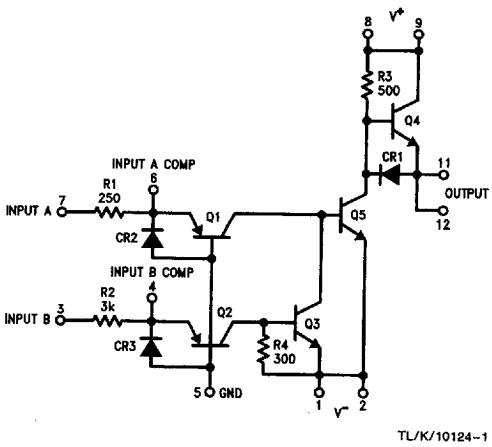 V+
8
9
R3
500
Q4
CR1
11
OUTPUT
12
INPUT A COMP
6
R1
250
7
INPUT A
Q1
Q5
CR2
INPUT B COMP
4
R2
3k
3
INPUT B
Q2
Q3
CR3
R4
300
5
GND
1
2
V-
TL/K/10124-1